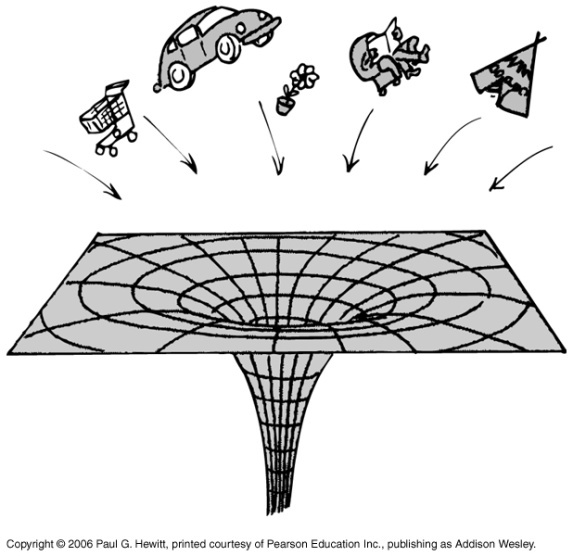 Copyright © 2006 Paul G. Hewitt, printed courtesy of Pearson Education Inc., publishing as Addison Wesley.